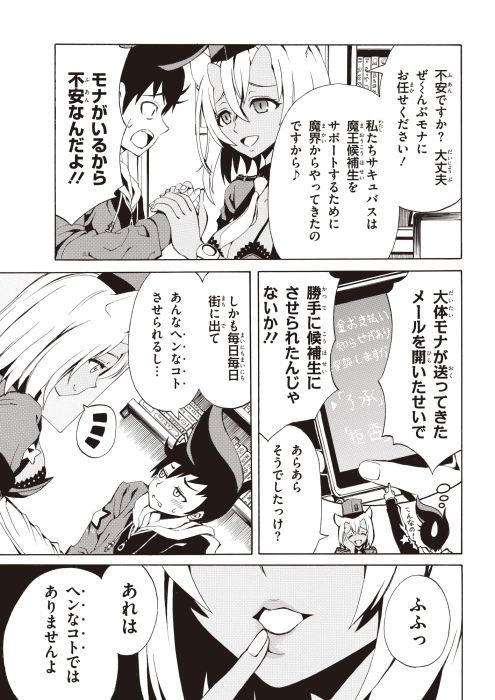 不安ですか? 大丈夫
ぜ〜んぶモナに
お任せください!
私たちサキュバスは
魔王候補生を
サポートするために
魔界からやってきたの
ですから♪
モナがいるから
不安なんだよ!!
大体モナが送ってきた
メールを開いたせいで
勝手に候補生に
させられたんじゃ
ないか!!
「了承」
「拒否」
こんなの?
あらあら
そうでしたっけ?
しかも毎日毎日
街に出て
あんなヘンなコト
させられるし…
ふふっ
あれは
ヘンなコトでは
ありませんよ